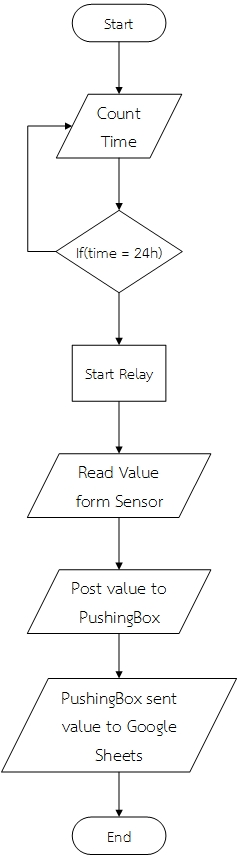 Start
Count
Time
If(time = 24h)
Start Relay
Read Value
form Sensor
Post value to
PushingBox
PushingBox sent
value to Google
Sheets
End